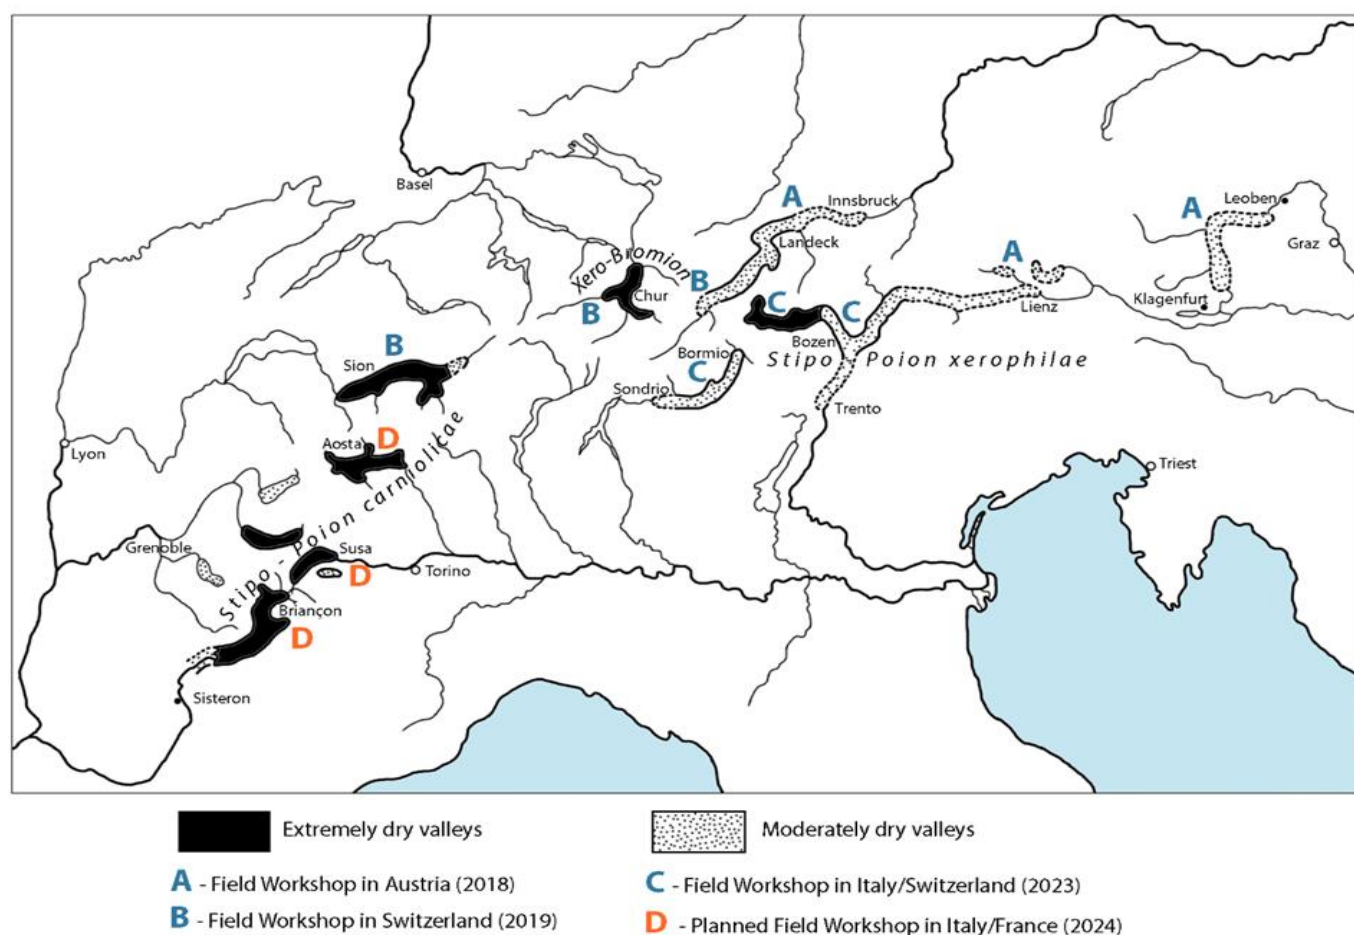 Basel
A
Innsbruck
A
Leoben
Landeck
Graz
Xero-Bromion
A
B
Chur
B
C
C
Lienz
Klagenfurt
B
Bozen
Sion
Bormio
Stipo - Poion xerophilae
C
Sondrio
Trento
Aosta
D
Lyon
Triest
Stipo - Poion carniolicae
Grenoble
Susa
D
Torino
Briançon
D
Sisteron
Extremely dry valleys
Moderately dry valleys
A - Field Workshop in Austria (2018)
C - Field Workshop in Italy/Switzerland (2023)
B - Field Workshop in Switzerland (2019)
D - Planned Field Workshop in Italy/France (2024)